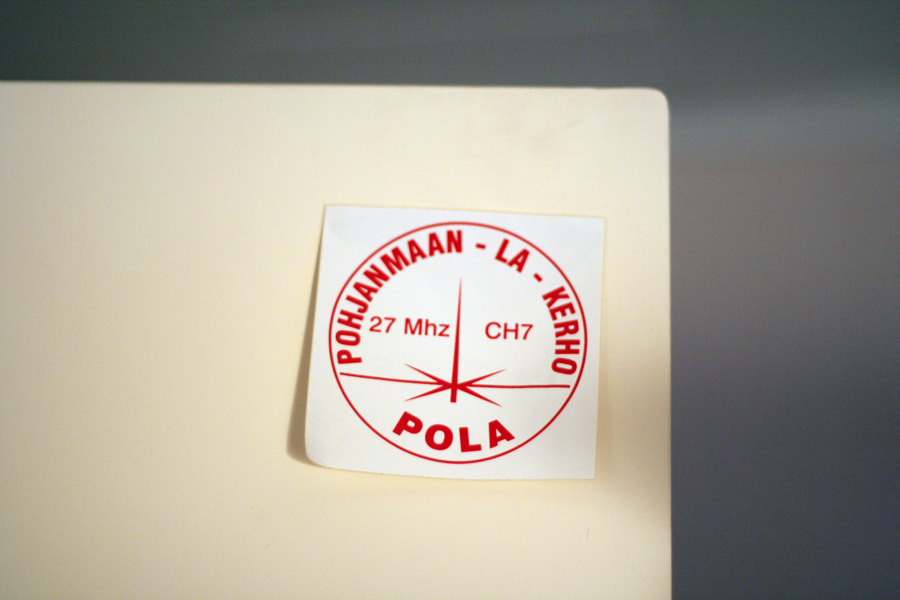 POHJANMAAN - LA - KERHO
27 Mhz CH7
POLA